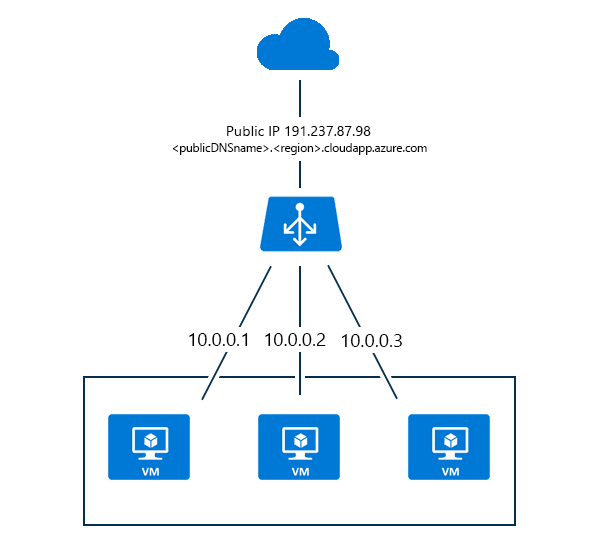 Public IP 191.237.87.98
<publicDNSname>.<region>.cloudapp.azure.com
10.0.0.1 10.0.0.2 10.0.0.3
VM VM VM